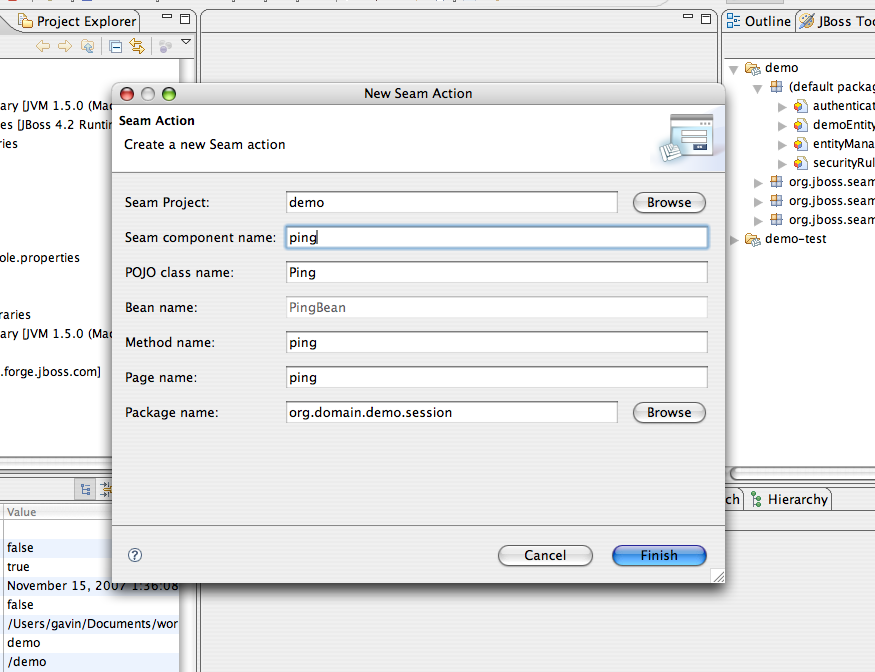 Project Explorer
Outline
JBoss Too
ary [JVM 1.5.0 (Mac
es [JBoss 4.2 Runtin
ries
ole.properties
raries
ary [JVM 1.5.0 (Mac
.forge.jboss.com]
New Seam Action
Seam Action
Create a new Seam action
Seam Project:
demo
Browse
Seam component name:
ping
POJO class name:
Ping
Bean name:
PingBean
Method name:
ping
Page name:
ping
Package name:
org.domain.demo.session
Browse
?
Cancel
Finish
demo
(default packag
authenticat
demoEntity
entityMana
securityRul
org.jboss.seam
org.jboss.seam
org.jboss.seam
demo-test
ch
Hierarchy
Value
false
true
November 15, 2007 1:36:08
false
/Users/gavin/Documents/wor
demo
/demo